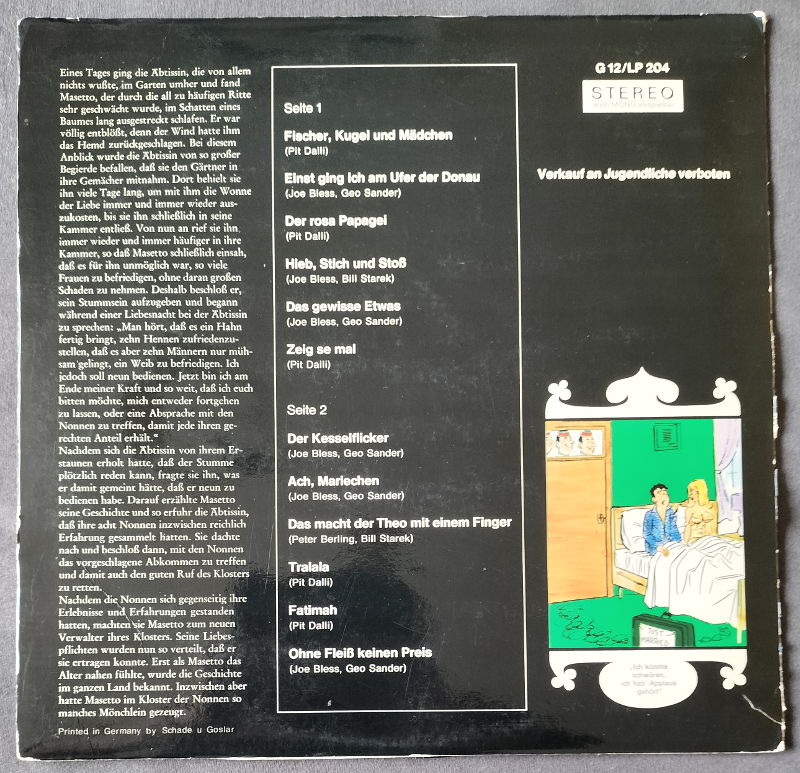 Eines Tages ging die Äbtissin, die von allem
nichts wußte, im Garten umher und fand
Masetto, der durch die all zu häufigen Ritte
sehr geschwächt wurde, im Schatten eines
Baumes lang ausgestreckt schlafen. Er war
völlig entblößt, denn der Wind hatte ihm
das Hemd zurückgeschlagen. Bei diesem
Anblick wurde die Äbtissin von so großer
Begierde befallen, daß sie den Gärtner in
ihre Gemächer mitnahm. Dort behielt sie
ihn viele Tage lang, um mit ihm die Wonne
der Liebe immer und immer wieder aus-
zukosten, bis sie ihn schließlich in seine
Kammer entließ. Von nun an rief sie ihn
immer wieder und immer häufiger in ihre
Kammer, so daß Masetto schließlich einsah,
daß es für ihn unmöglich war, so viele
Frauen zu befriedigen, ohne daran großen
Schaden zu nehmen. Deshalb beschloß er,
sein Stummsein aufzugeben und begann
während einer Liebesnacht bei der Äbtissin
zu sprechen: „Man hört, daß es ein Hahn
fertig bringt, zehn Hennen zufriedenzu-
stellen, daß es aber zehn Männern nur müh-
sam gelingt, ein Weib zu befriedigen. Ich
jedoch soll neun bedienen. Jetzt bin ich am
Ende meiner Kraft und so weit, daß ich euch
bitten möchte, mich entweder fortgehen
zu lassen, oder eine Absprache mit den
Nonnen zu treffen, damit jede ihren ge-
rechten Anteil erhält.“
Nachdem sich die Äbtissin von ihrem Er-
staunen erholt hatte, daß der Stumme
plötzlich reden kann, fragte sie ihn, was
er damit gemeint hätte, daß er neun zu
bedienen habe. Darauf erzählte Masetto
seine Geschichte und so erfuhr die Äbtissin,
daß ihre acht Nonnen inzwischen reichlich
Erfahrung gesammelt hatten. Sie dachte
nach und beschloß dann, mit den Nonnen
das vorgeschlagene Abkommen zu treffen
und damit auch den guten Ruf des Klosters
zu retten.
Nachdem die Nonnen sich gegenseitig ihre
Erlebnisse und Erfahrungen gestanden
hatten, machten sie Masetto zum neuen
Verwalter ihres Klosters. Seine Liebes-
pflichten wurden nun so verteilt, daß er
sie ertragen konnte. Erst als Masetto das
Alter nahen fühlte, wurde die Geschichte
im ganzen Land bekannt. Inzwischen aber
hatte Masetto im Kloster der Nonnen so
manches Mönchlein gezeugt.
Printed in Germany by Schade u Goslar
Seite 1
Fischer, Kugel und Mädchen
(Pit Dalli)
Einst ging ich am Ufer der Donau
(Joe Bless, Geo Sander)
Der rosa Papagei
(Pit Dalli)
Hieb, Stich und Stoß
(Joe Bless, Bill Starek)
Das gewisse Etwas
(Joe Bless, Geo Sander)
Zeig se mal
(Pit Dalli)
Seite 2
Der Kesselflicker
(Joe Bless, Geo Sander)
Ach, Mariechen
(Joe Bless, Geo Sander)
Das macht der Theo mit einem Finger
(Peter Berling, Bill Starek)
Tralala
(Pit Dalli)
Fatimah
(Pit Dalli)
Ohne Fleiß keinen Preis
(Joe Bless, Geo Sander)
G 12/LP 204
STEREO
auch MONO abspielbar
Verkauf an Jugendliche verboten
JUST
MARRIED
„Ich könnte
schwören,
ich hab' Applaus
gehört“